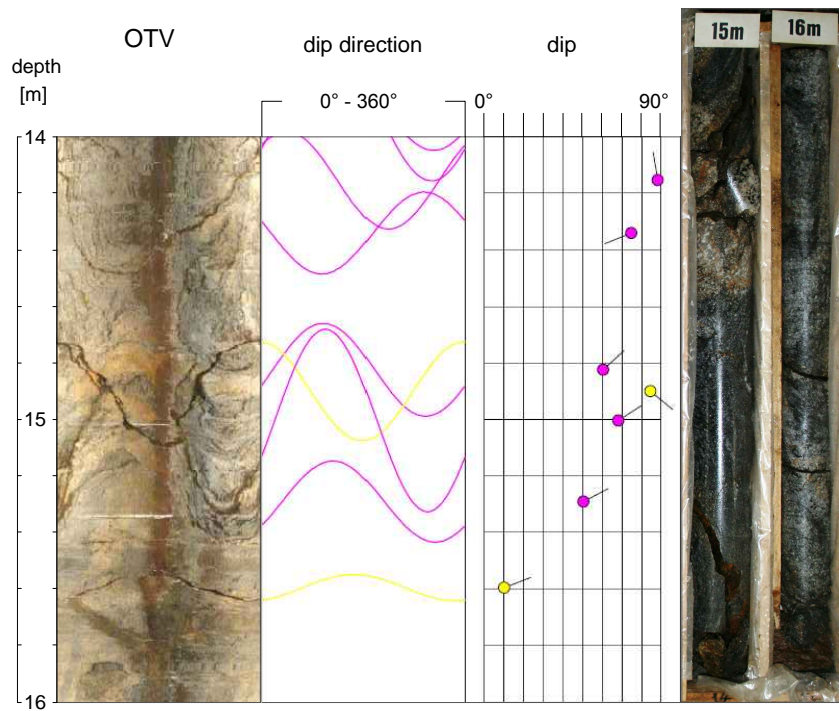 OTV
dip direction
dip
depth
[m]
0° - 360°
0°
90°
14
15
16
15m
16m